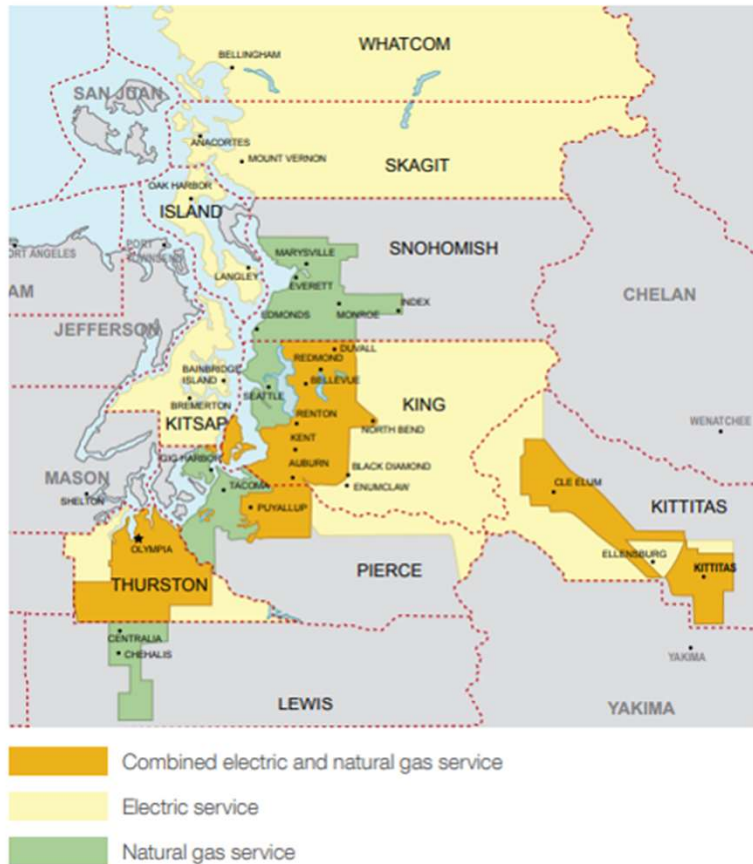 WHATCOM
BELLINGHAM
SAN JUAN
ANACORTES
MOUNT VERNON
SKAGIT
OAK HARBOR
ISLAND
SNOHOMISH
MARYSVILLE
ORT ANGELES
PORT
TOWNSEND
LANGLEY
EVERETT
AM
CHELAN
INDEX
MONROE
JEFFERSON
EDMONDS
DUVALL
REDMOND
BAINBRIDGE
ISLAND
BELLEVUE
SEATTLE
BREMERTON
KING
KITSAP
RENTON
NORTH BEND
WENATCHEE
KENT
GIG HARBOR
AUBURN
BLACK DIAMOND
MASON
TACOMA
ENUMCLAW
CLE ELUM
SHELTON
PUYALLUP
KITTITAS
OLYMPIA
ELLENSBURG
KITTITAS
PIERCE
THURSTON
CENTRALIA
CHEHALIS
YAKIMA
LEWIS
YAKIMA
Combined electric and natural gas service
Electric service
Natural gas service